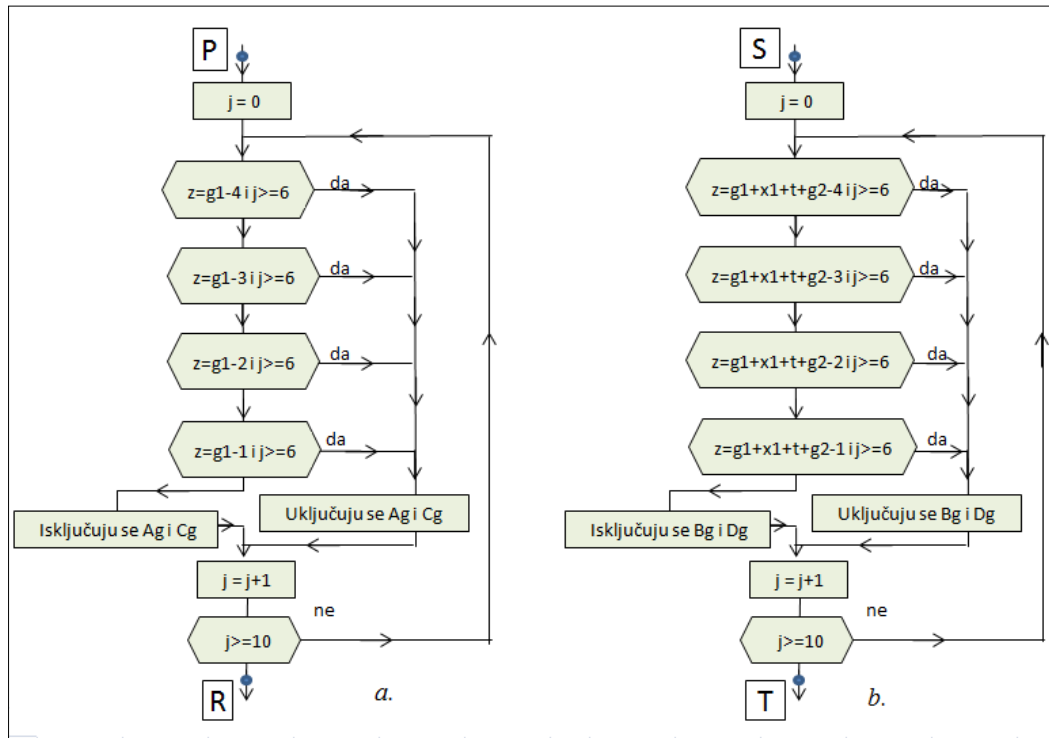 P
j = 0
z=g1-4 i j>=6
da
z=g1-3 i j>=6
da
z=g1-2 i j>=6
da
z=g1-1 i j>=6
da
Isključuju se Ag i Cg
Uključuju se Ag i Cg
j = j+1
ne
j>=10
R
a.
S
j = 0
z=g1+x1+t+g2-4 i j>=6
da
z=g1+x1+t+g2-3 i j>=6
da
z=g1+x1+t+g2-2 i j>=6
da
z=g1+x1+t+g2-1 i j>=6
da
Isključuju se Bg i Dg
Uključuju se Bg i Dg
j = j+1
ne
j>=10
T
b.